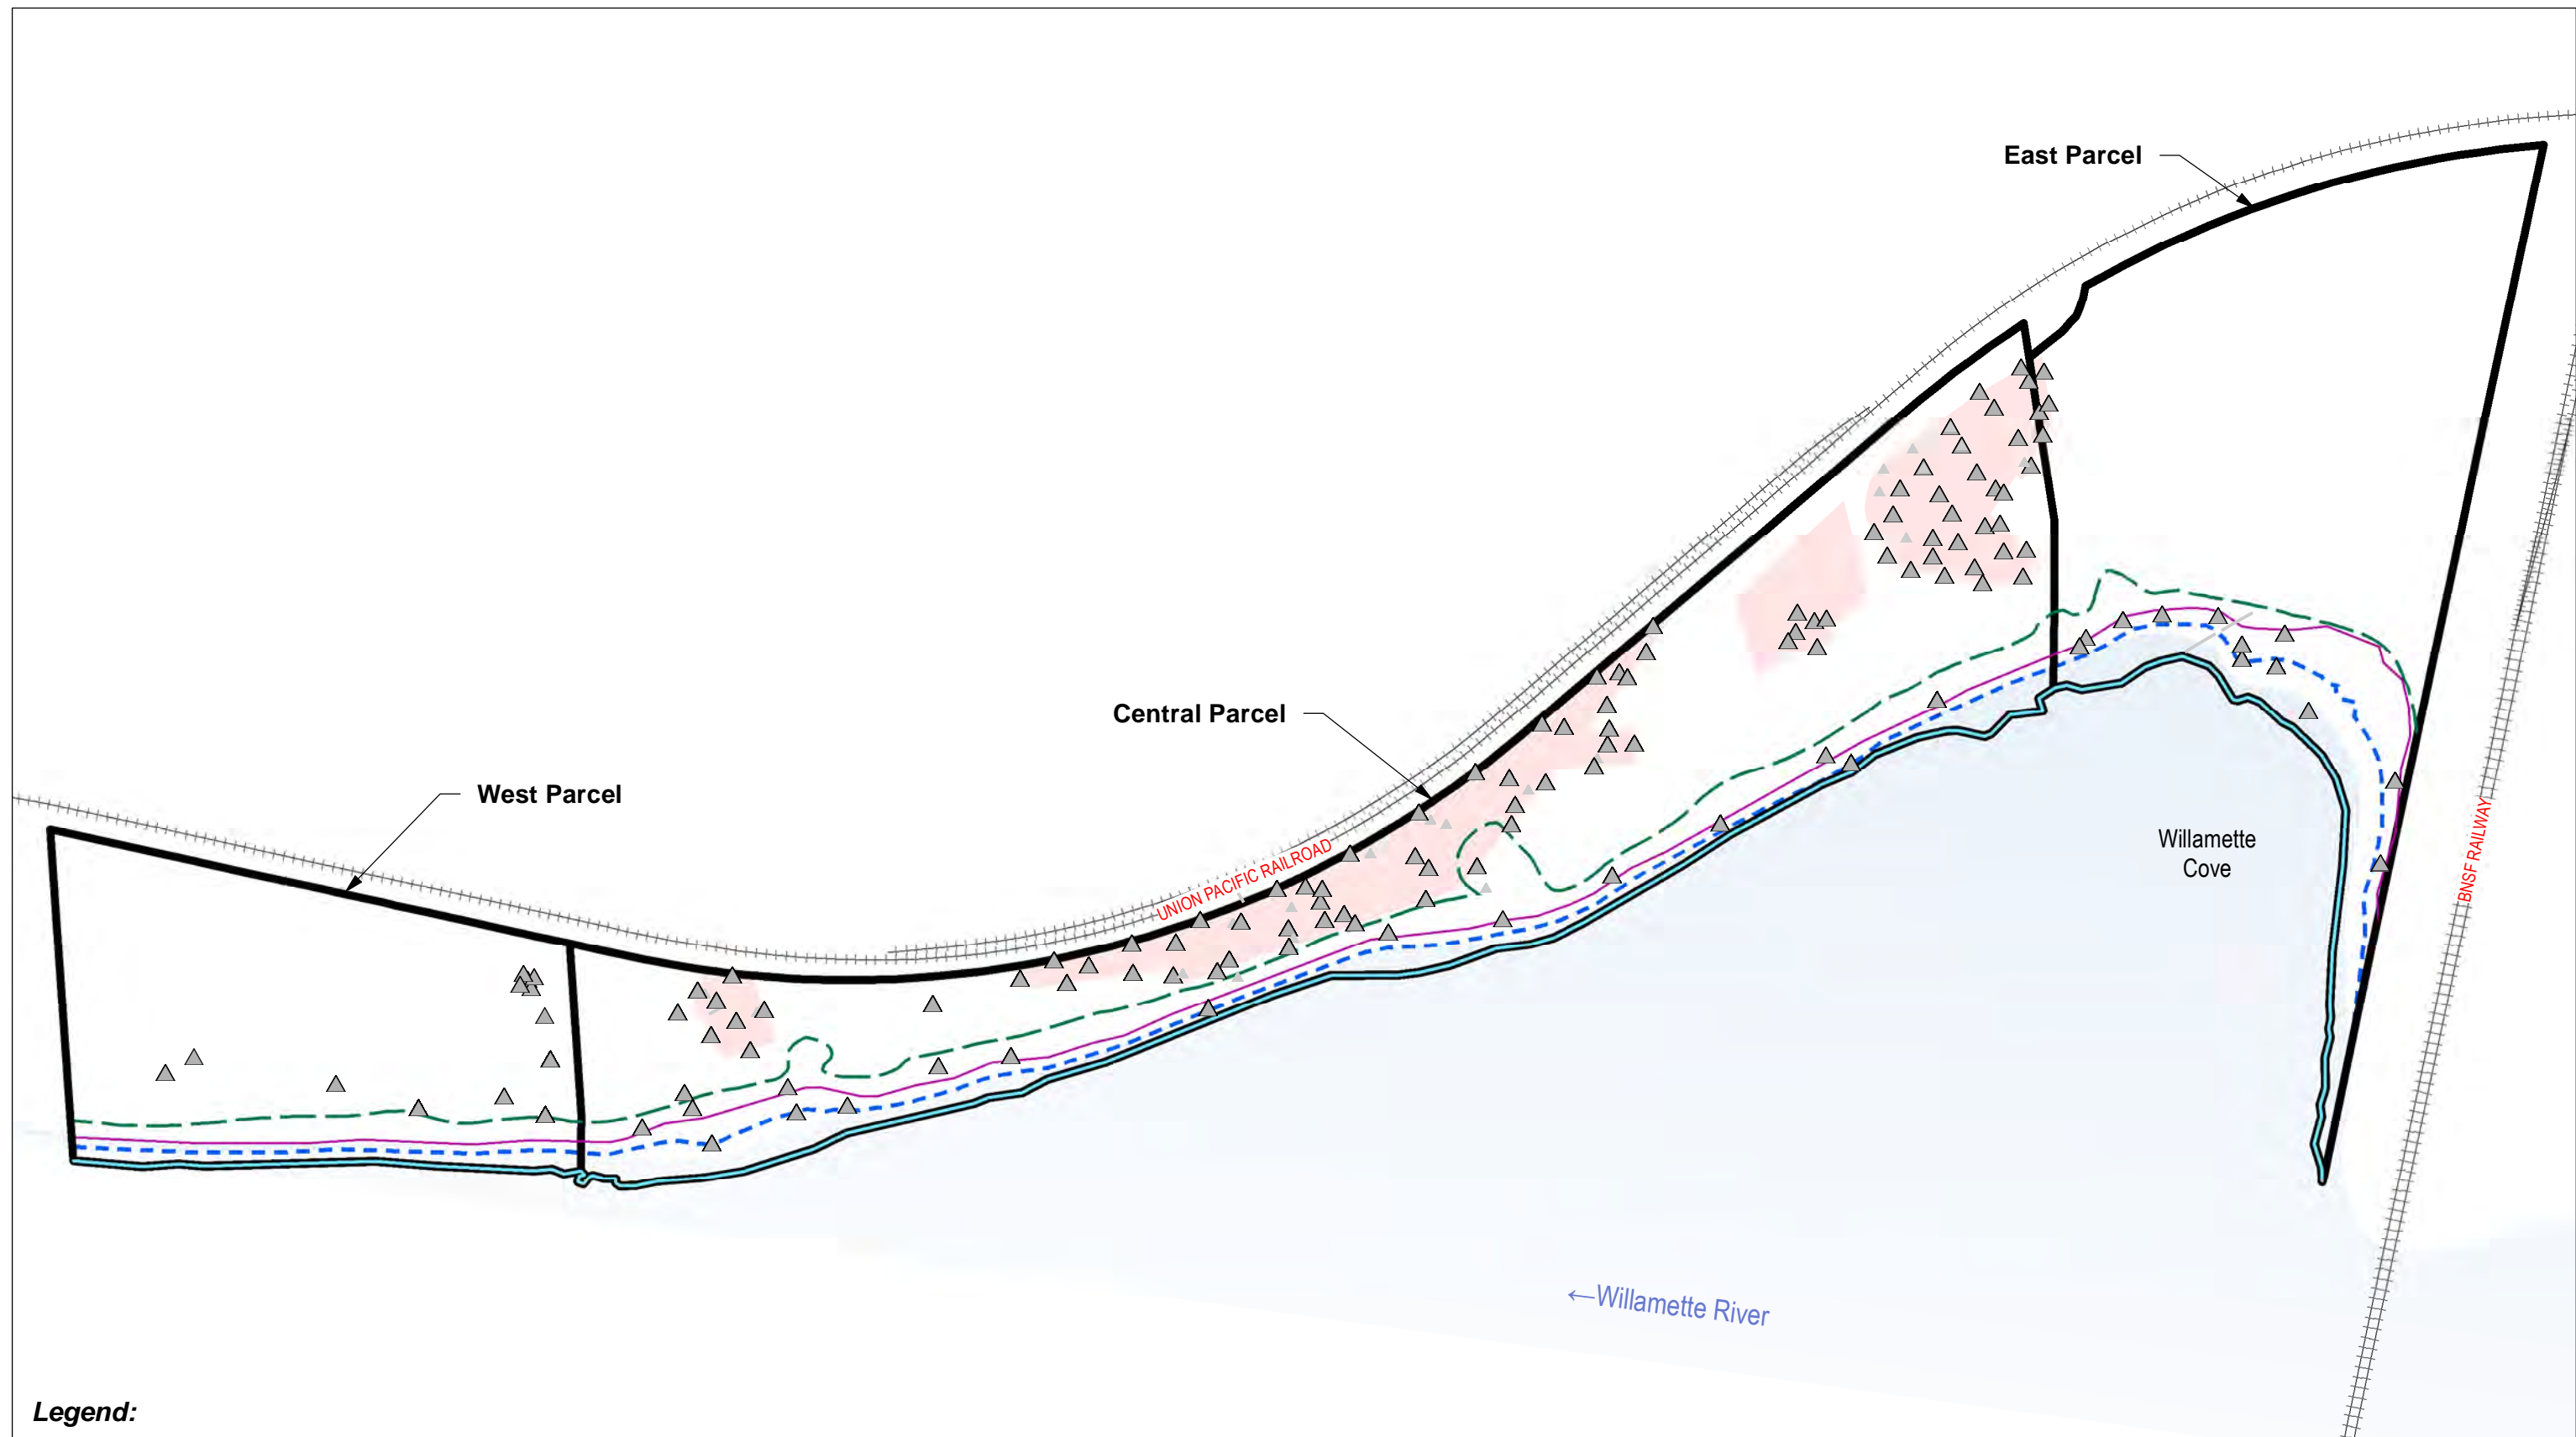 East Parcel
Central Parcel
West Parcel
UNION PACIFIC RAILROAD
BNSF RAILWAY
Willamette
Cove
←Willamette River
Legend: